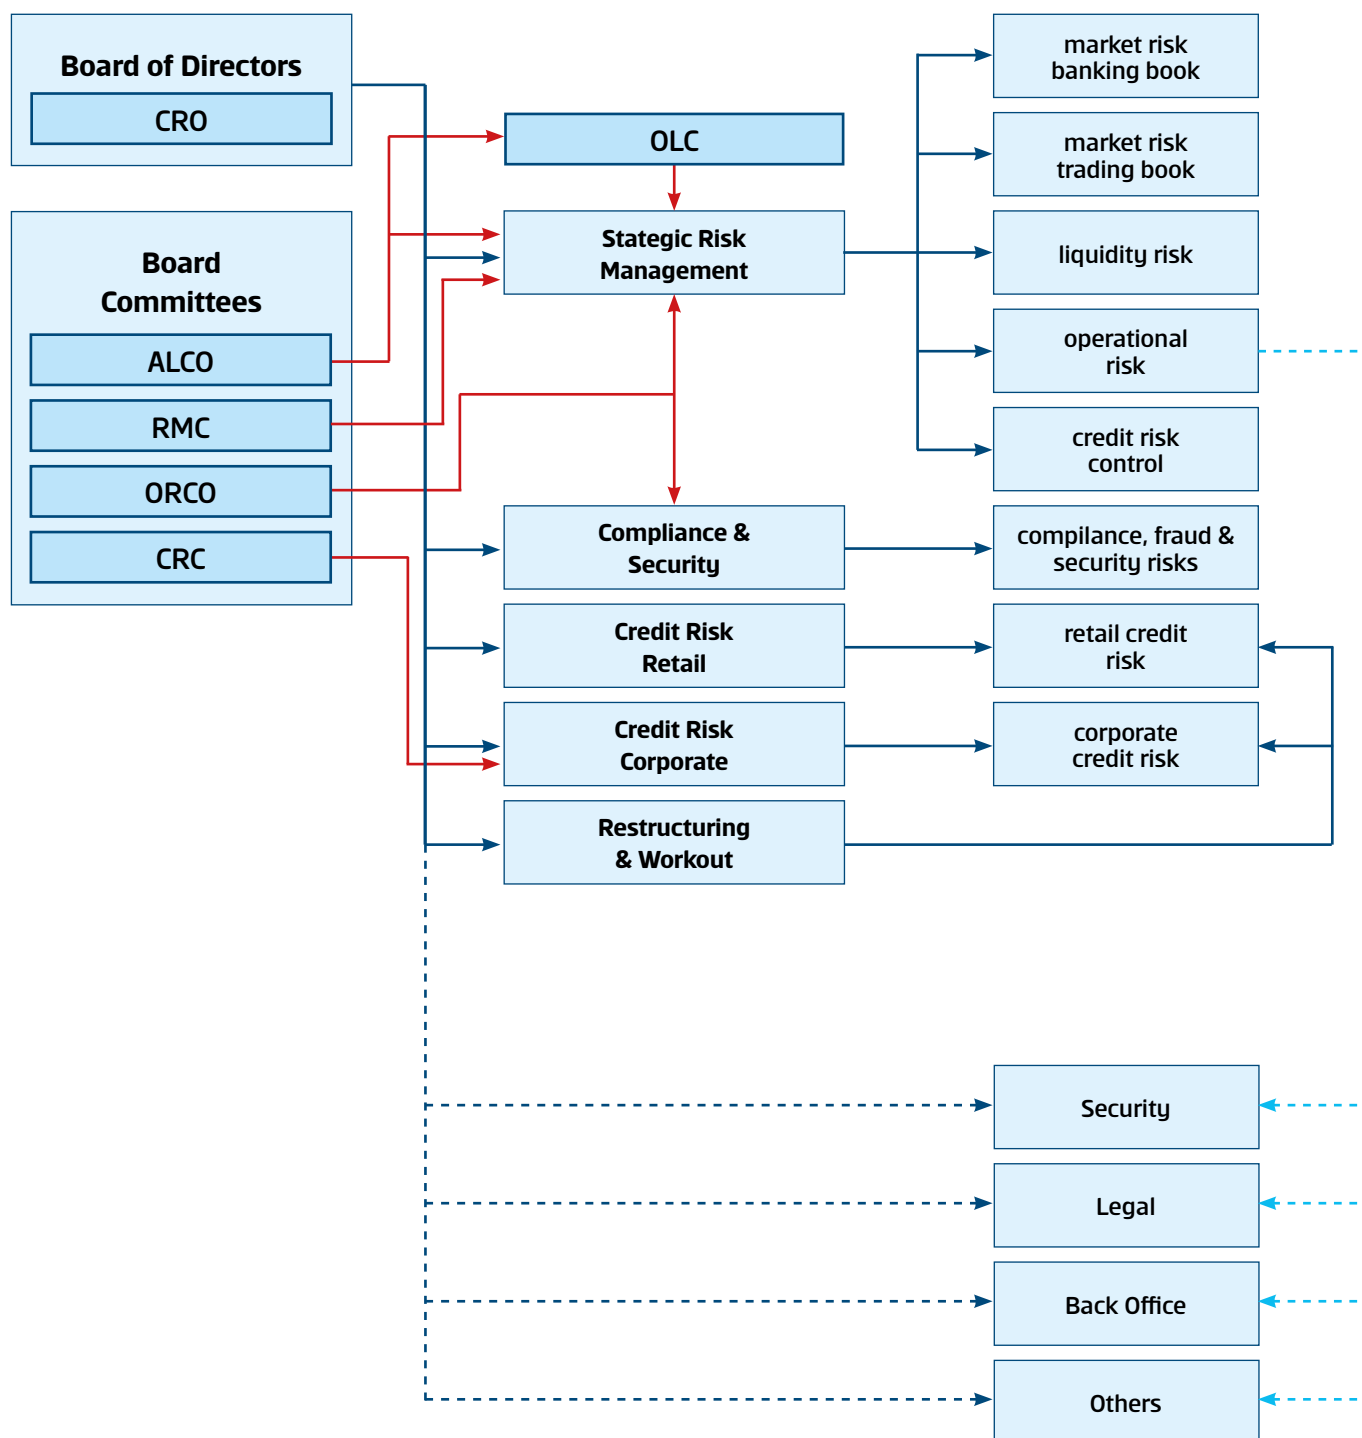 Board of Directors
CRO
Board
Committees
ALCO
RMC
ORCO
CRC
OLC
Stategic Risk
Management
Compliance &
Security
Credit Risk
Retail
Credit Risk
Corporate
Restructuring
& Workout
market risk
banking book
market risk
trading book
liquidity risk
operational
risk
credit risk
control
compilance, fraud &
security risks
retail credit
risk
corporate
credit risk
Security
Legal
Back Office
Others